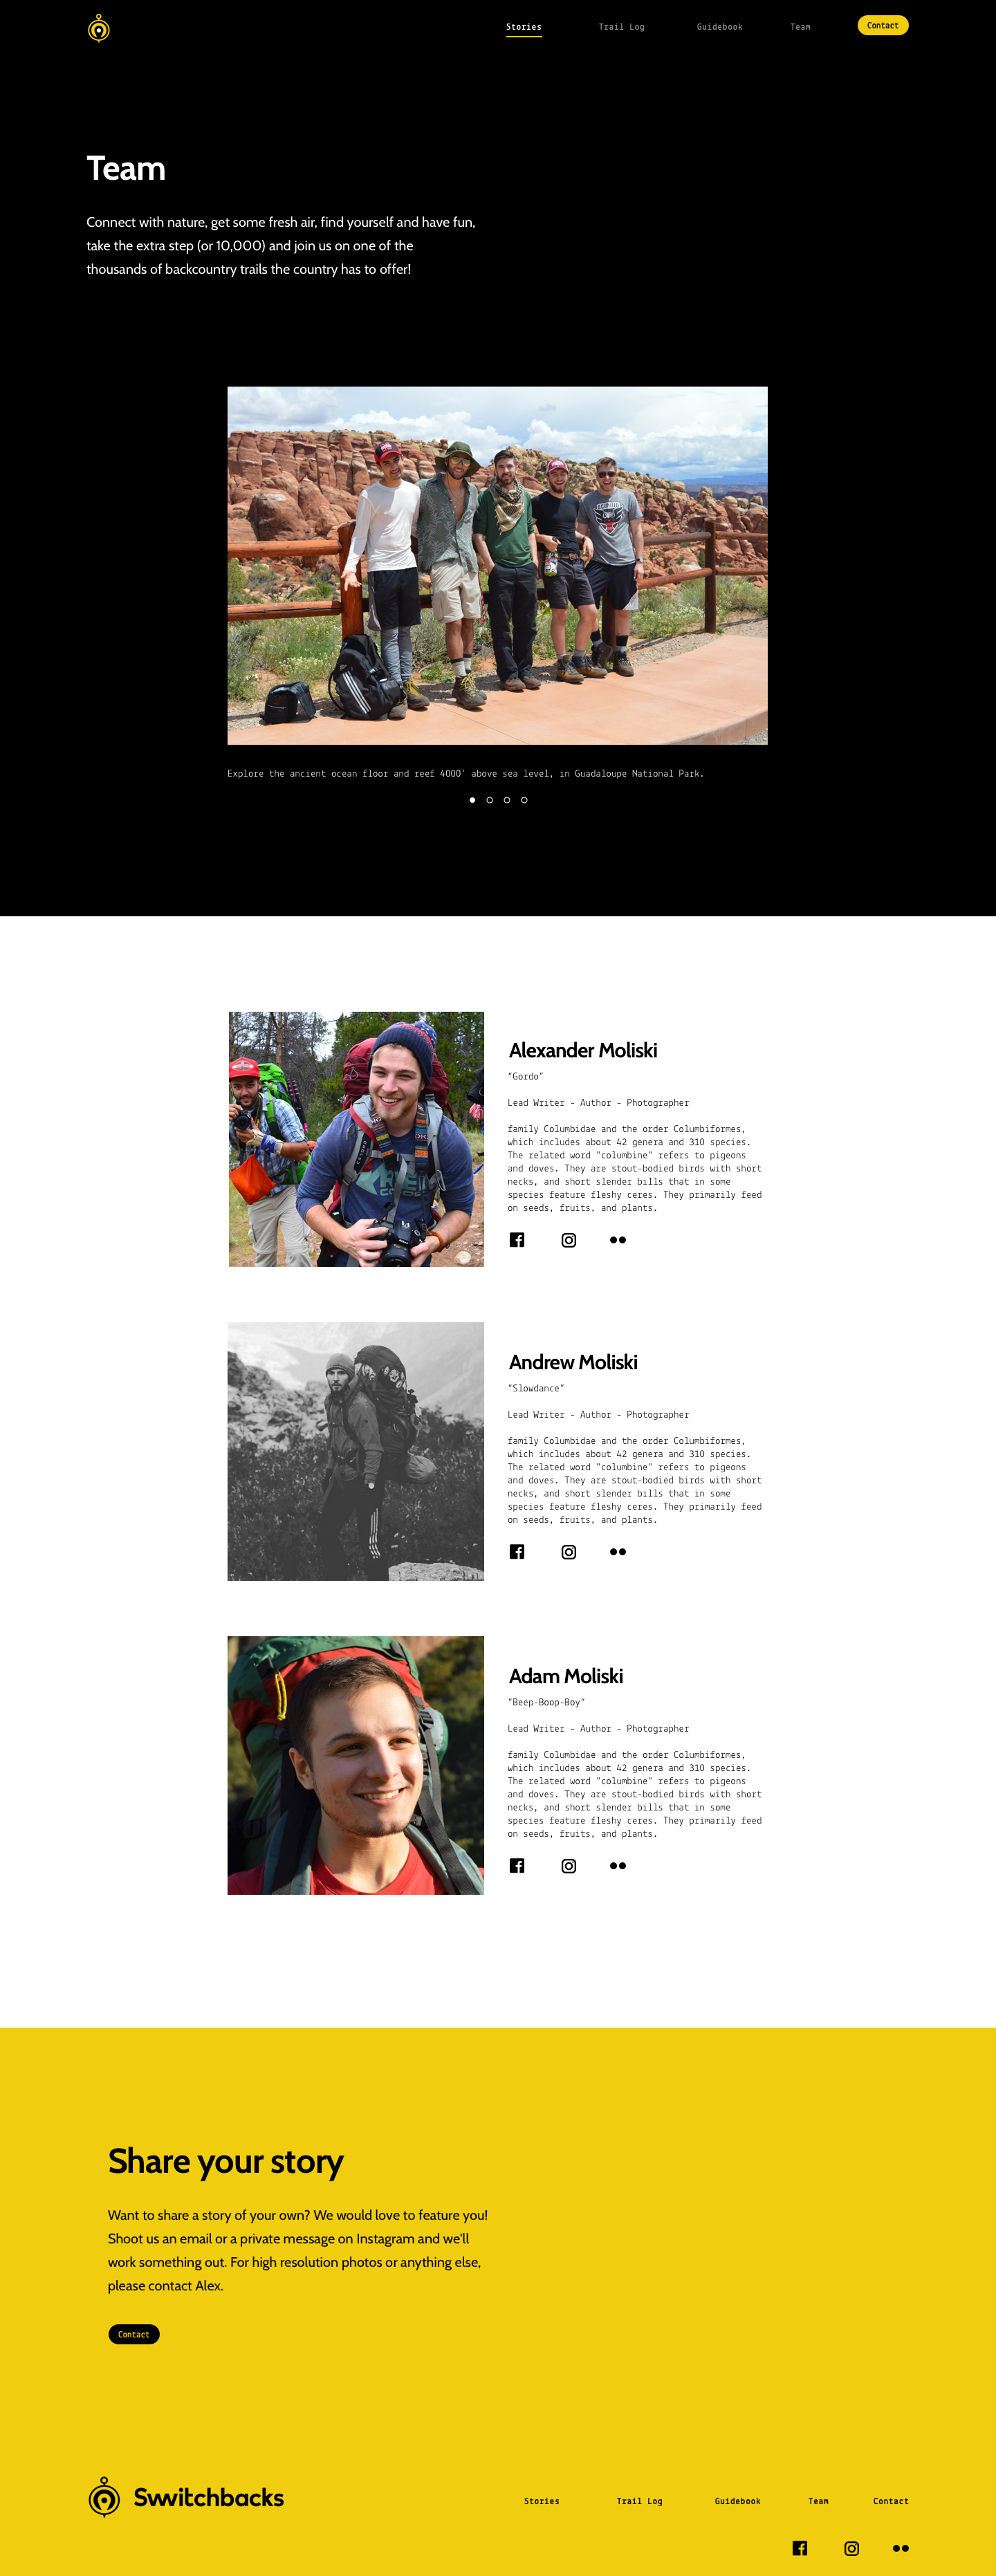 Stories
Trail Log
Guidebook
Team
Contact
Team
Connect with nature, get some fresh air, find yourself and have fun,
take the extra step (or 10,000) and join us on one of the
thousands of backcountry trails the country has to offer!
Explore the ancient ocean floor and reef 4000' above sea level, in Guadaloupe National Park.
Alexander Moliski
"Gordo"
Lead Writer - Author - Photographer
family Columbidae and the order Columbiformes,
which includes about 42 genera and 310 species.
The related word "columbine" refers to pigeons
and doves. They are stout-bodied birds with short
necks, and short slender bills that in some
species feature fleshy ceres. They primarily feed
on seeds, fruits, and plants.
Andrew Moliski
"Slowdance"
Lead Writer - Author - Photographer
family Columbidae and the order Columbiformes,
which includes about 42 genera and 310 species.
The related word "columbine" refers to pigeons
and doves. They are stout-bodied birds with short
necks, and short slender bills that in some
species feature fleshy ceres. They primarily feed
on seeds, fruits, and plants.
Adam Moliski
"Beep-Boop-Boy"
Lead Writer - Author - Photographer
family Columbidae and the order Columbiformes,
which includes about 42 genera and 310 species.
The related word "columbine" refers to pigeons
and doves. They are stout-bodied birds with short
necks, and short slender bills that in some
species feature fleshy ceres. They primarily feed
on seeds, fruits, and plants.
Share your story
Want to share a story of your own? We would love to feature you!
Shoot us an email or a private message on Instagram and we'll
work something out. For high resolution photos or anything else,
please contact Alex.
Contact
Switchbacks
Stories
Trail Log
Guidebook
Team
Contact